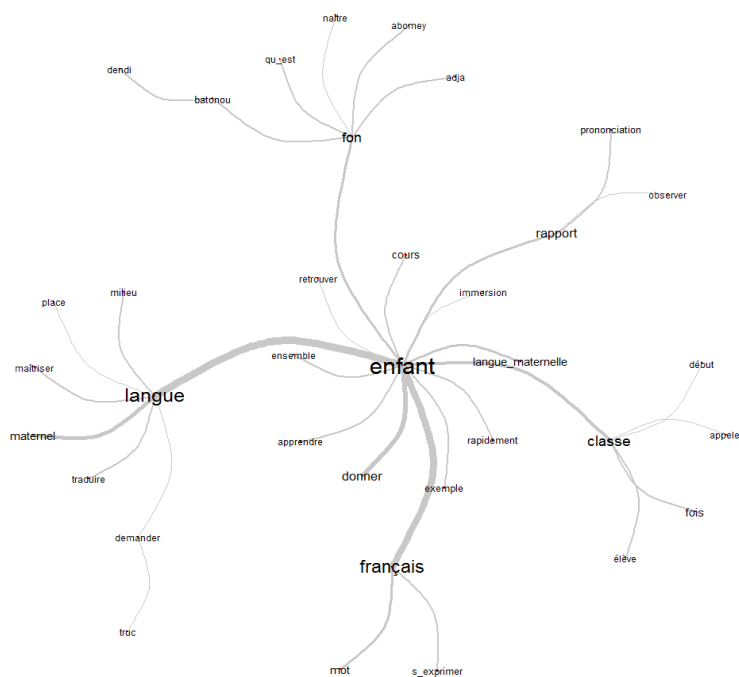 naître
abomey
qu_est
dendi
adja
batonou
fon
prononciation
observer
rapport
cours
retrouver
immersion
milieu
place
ensemble
enfant
langue_maternelle
maîtriser
début
langue
maternel
appeler
classe
apprendre
rapidement
donner
traduire
exemple
fois
demander
élève
français
truc
mot
s_exprimer